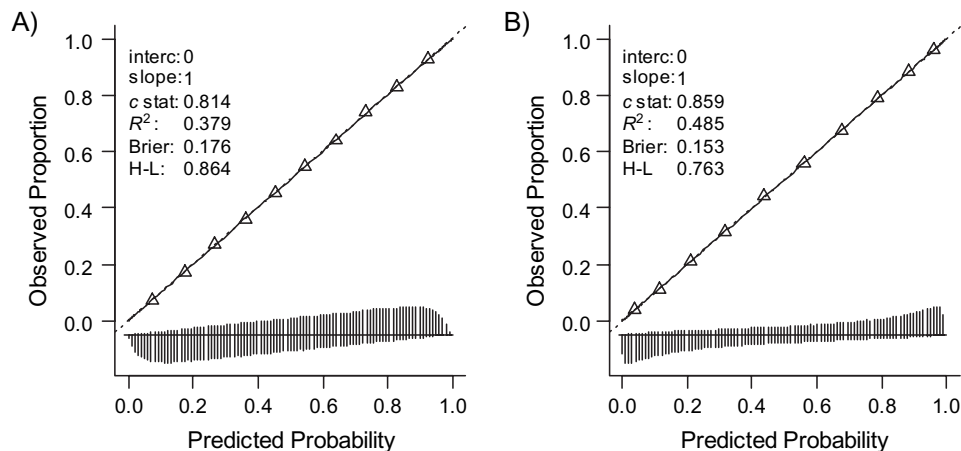 A)
interc: 0
slope: 1
c stat: 0.814
R²: 0.379
Brier: 0.176
H-L: 0.864
Observed Proportion
1.0
0.8
0.6
0.4
0.2
0.0
0.0 0.2 0.4 0.6 0.8 1.0
Predicted Probability
B)
interc: 0
slope: 1
c stat: 0.859
R²: 0.485
Brier: 0.153
H-L 0.763
Observed Proportion
1.0
0.8
0.6
0.4
0.2
0.0
0.0 0.2 0.4 0.6 0.8 1.0
Predicted Probability